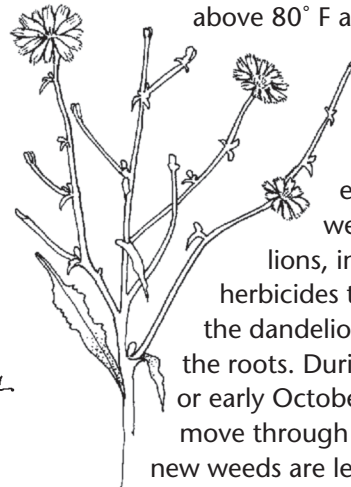 above 80˚ F a
e
we
lions, in
herbicides t
the dandelio
the roots. Duri
or early October
move through
new weeds are le